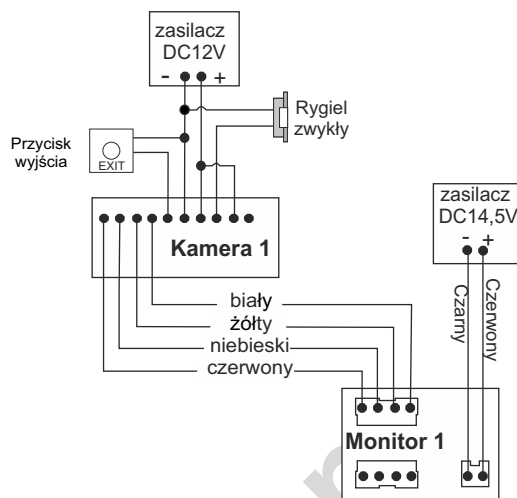 zasilacz
DC12V
- +
Rygiel
zwykły
Przycisk
wyjścia
EXIT
Kamera 1
zasilacz
DC14,5V
- +
Czarny
Czerwony
biały
żółty
niebieski
czerwony
Monitor 1